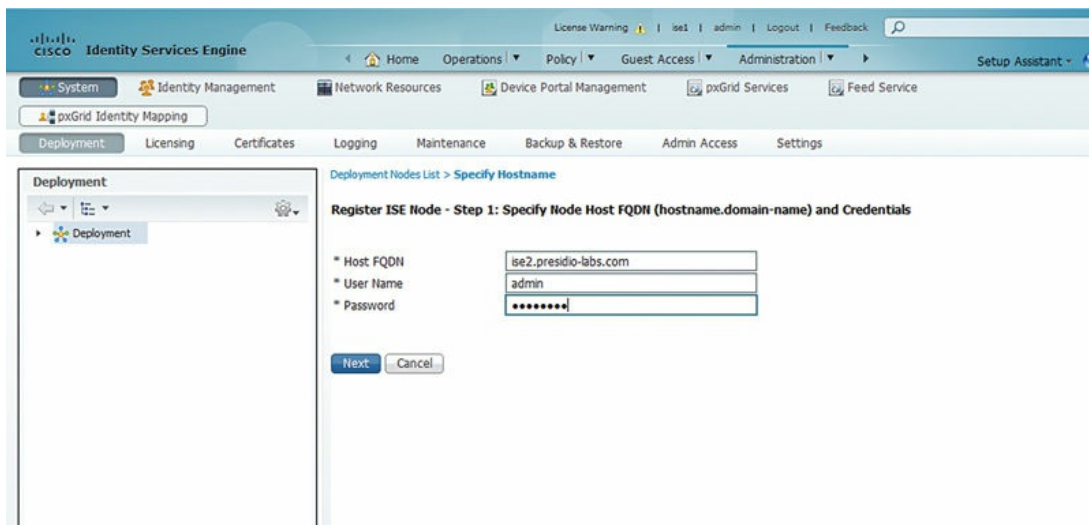 License Warning | ise1 | admin | Logout | Feedback
CISCO Identity Services Engine
Home Operations Policy Guest Access Administration Setup Assistant
System Identity Management Network Resources Device Portal Management pxGrid Services Feed Service
pxGrid Identity Mapping
Deployment Licensing Certificates Logging Maintenance Backup & Restore Admin Access Settings
Deployment
Deployment
Deployment Nodes List > Specify Hostname
Register ISE Node - Step 1: Specify Node Host FQDN (hostname.domain-name) and Credentials
* Host FQDN ise2.presidio-labs.com
* User Name admin
* Password ••••••••
Next Cancel